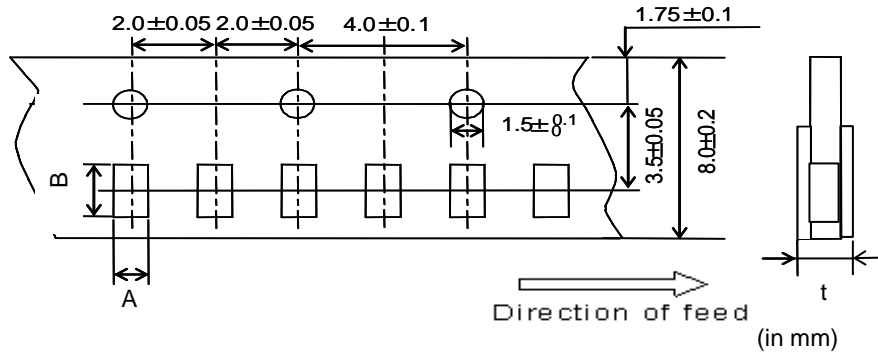 1.75±0.1
2.0±0.05 2.0±0.05 4.0±0.1
1.5± 0.1 0
3.5±0.05
8.0±0.2
B
A
t
Direction of feed
(in mm)